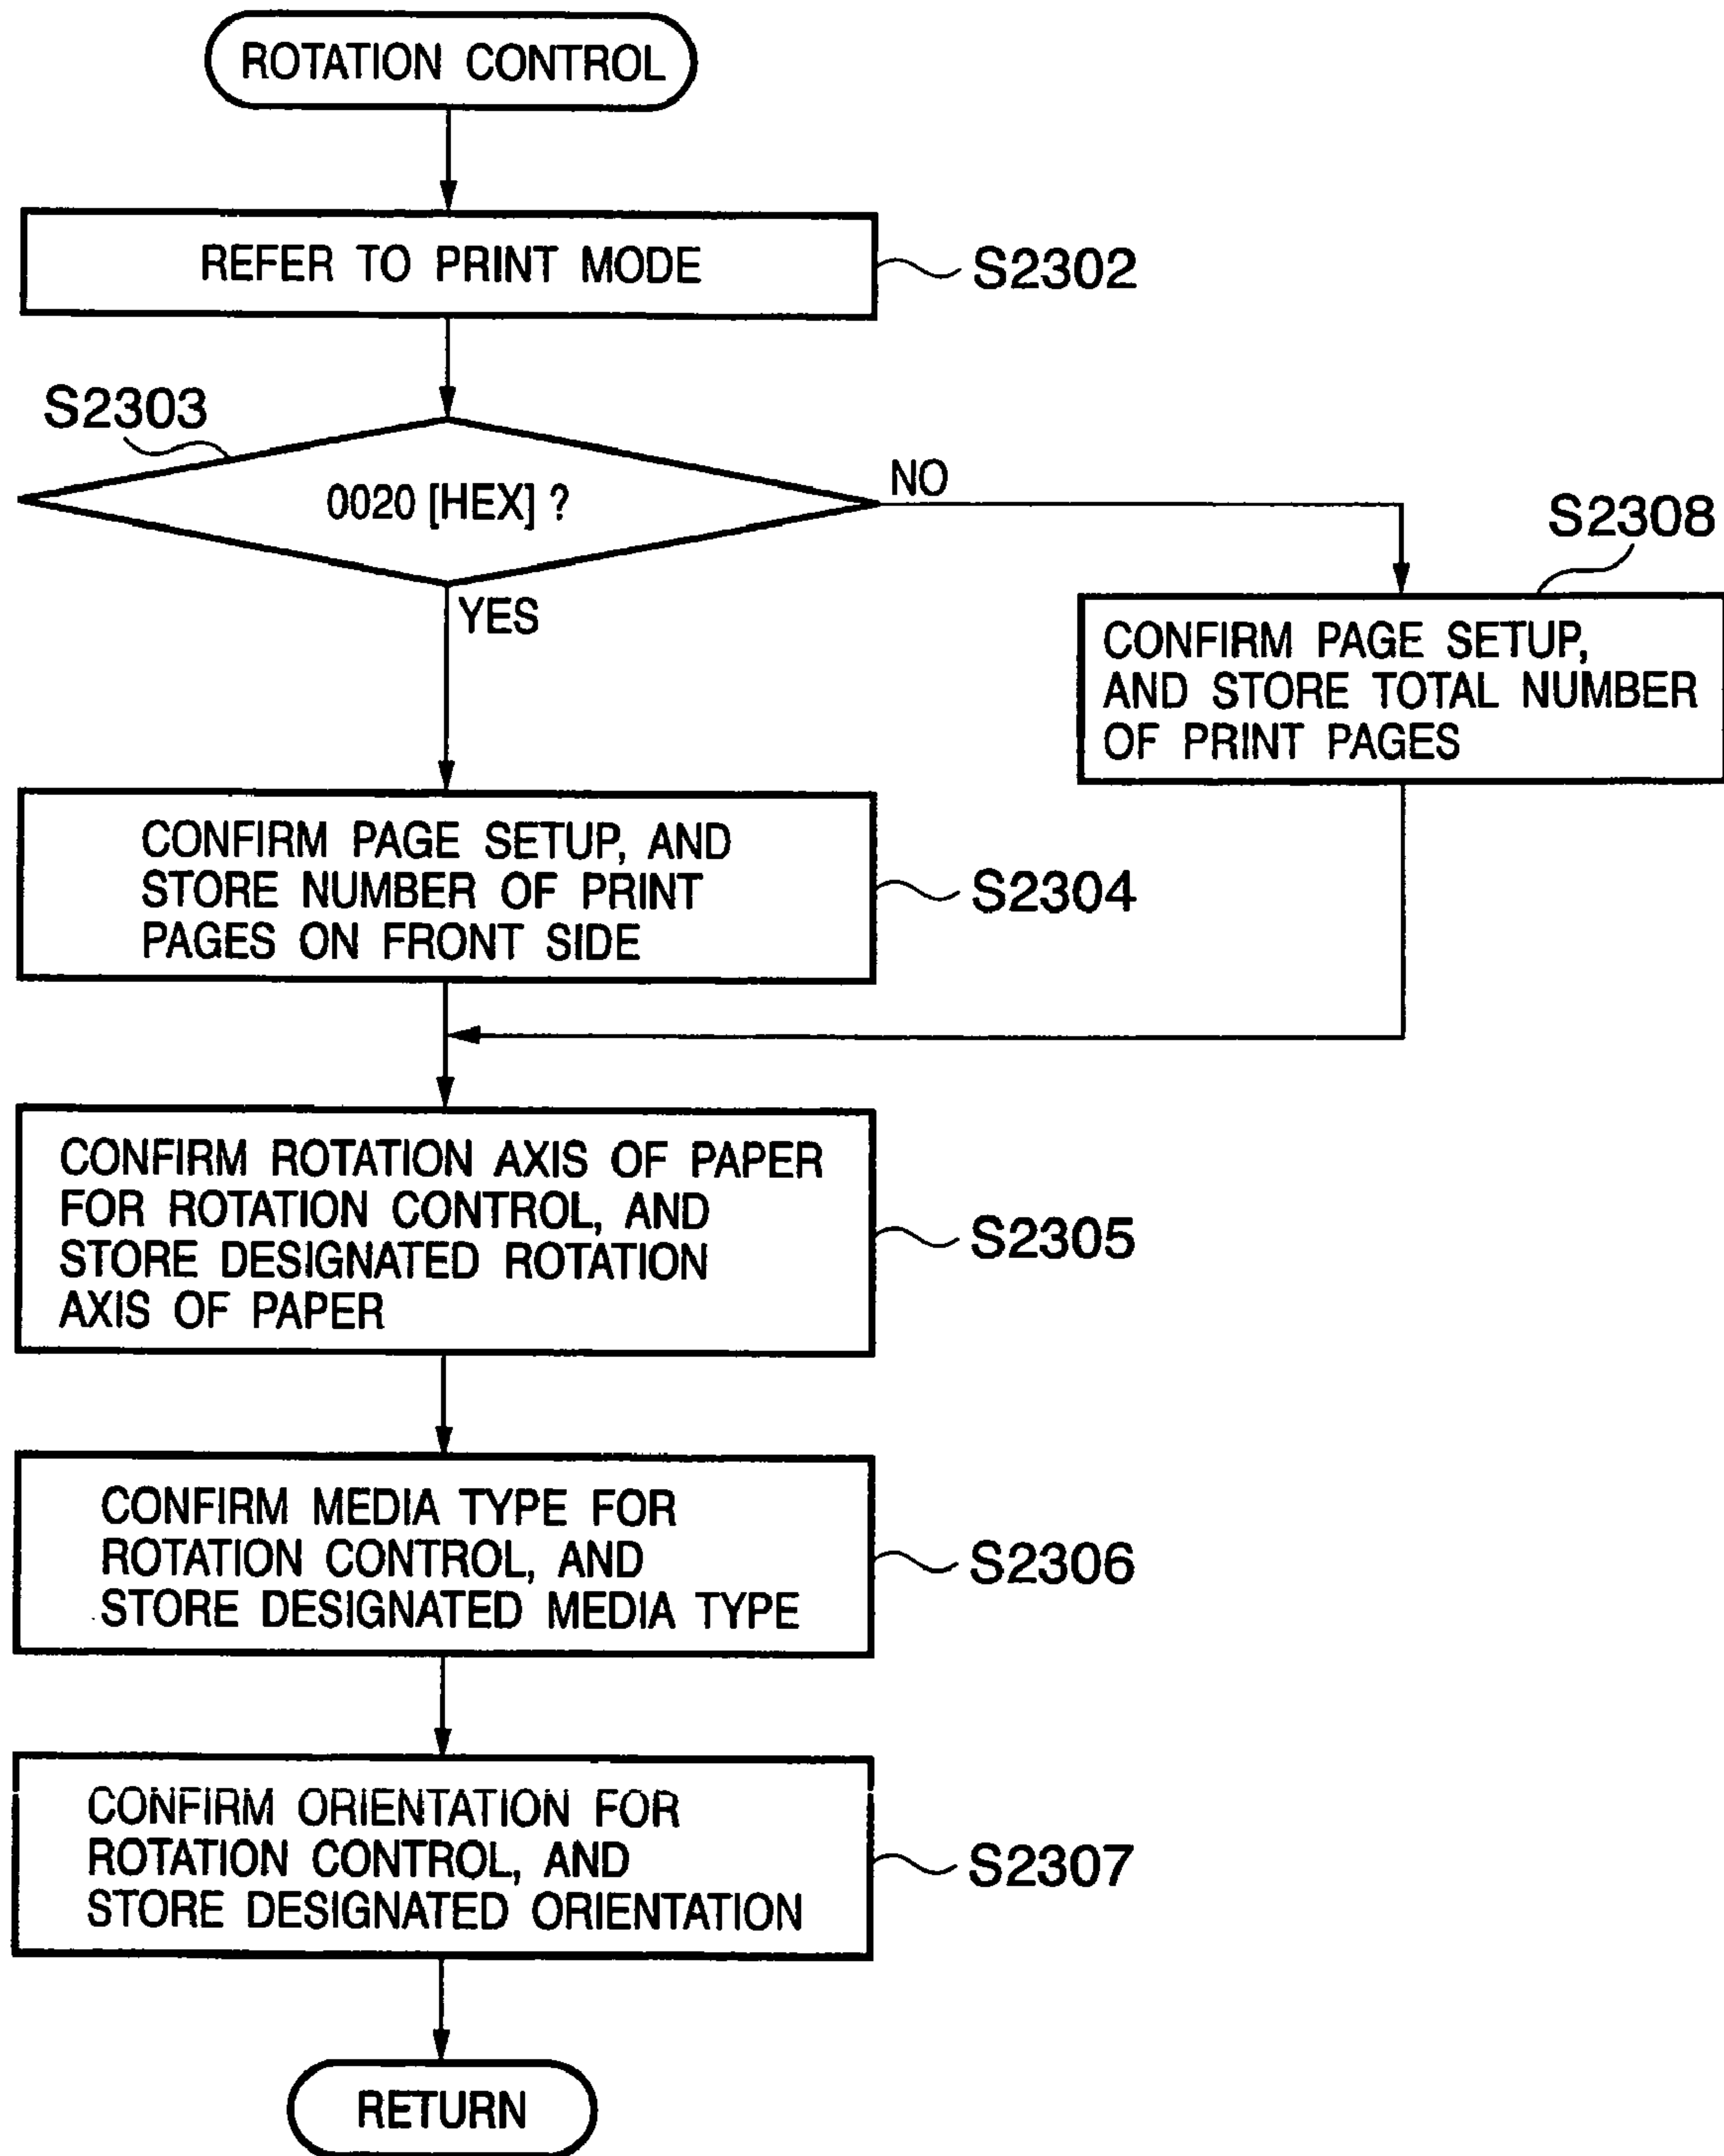 ROTATION CONTROL
REFER TO PRINT MODE
S2302
S2303
0020 [HEX] ?
NO
YES
S2308
CONFIRM PAGE SETUP,
AND STORE TOTAL NUMBER
OF PRINT PAGES
CONFIRM PAGE SETUP, AND
STORE NUMBER OF PRINT
PAGES ON FRONT SIDE
S2304
CONFIRM ROTATION AXIS OF PAPER
FOR ROTATION CONTROL, AND
STORE DESIGNATED ROTATION
AXIS OF PAPER
S2305
CONFIRM MEDIA TYPE FOR
ROTATION CONTROL, AND
STORE DESIGNATED MEDIA TYPE
S2306
CONFIRM ORIENTATION FOR
ROTATION CONTROL, AND
STORE DESIGNATED ORIENTATION
S2307
RETURN